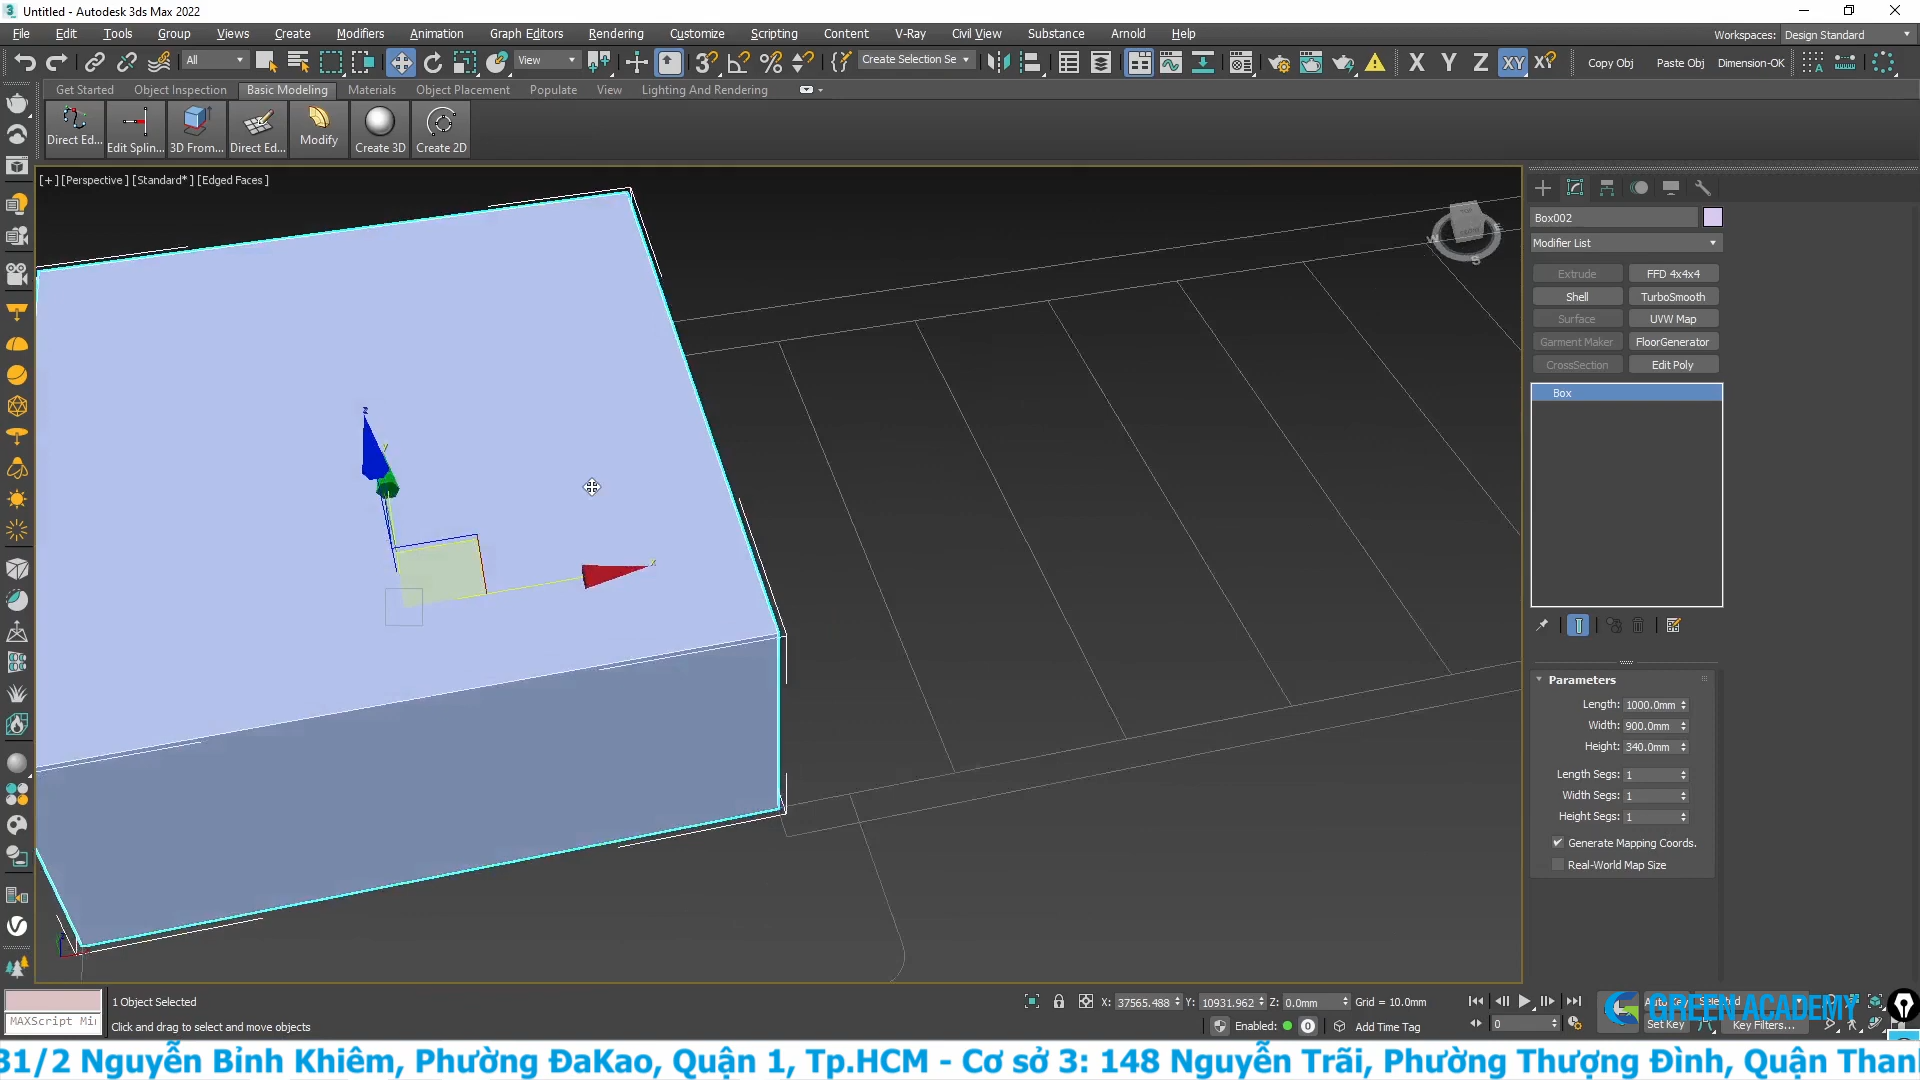 Untitled - Autodesk 3ds Max 2022
File Edit Tools Group Views Create Modifiers Animation Graph Editors Rendering Customize Scripting Content V-Ray Civil View Substance Arnold Help
Workspaces: Design Standard
All View Create Selection Se X Y Z XY Copy Obj Paste Obj Dimension-OK
Get Started Object Inspection Basic Modeling Materials Object Placement Populate View Lighting And Rendering
Direct Ed... Edit Splin... 3D From... Direct Ed... Modify Create 3D Create 2D
[+] [Perspective ] [Standard* ] [Edged Faces ]
Box002
Modifier List
Extrude FFD 4x4x4
Shell TurboSmooth
Surface UVW Map
Garment Maker FloorGenerator
CrossSection Edit Poly
Box
Parameters
Length: 1000.0mm
Width: 900.0mm
Height: 340.0mm
Length Segs: 1
Width Segs: 1
Height Segs: 1
Generate Mapping Coords.
Real-World Map Size
1 Object Selected
X: 37565.488 Y: 10931.962 Z: 0.0mm Grid = 10.0mm
Auto Key Selected
MAXScript Mi
Click and drag to select and move objects
Enabled: 0 Add Time Tag
0
Set Key Key Filters...
GREEN ACADEMY
31/2 Nguyễn Bỉnh Khiêm, Phường ĐaKao, Quận 1, Tp.HCM - Cơ sở 3: 148 Nguyễn Trãi, Phường Thượng Đình, Quận Than